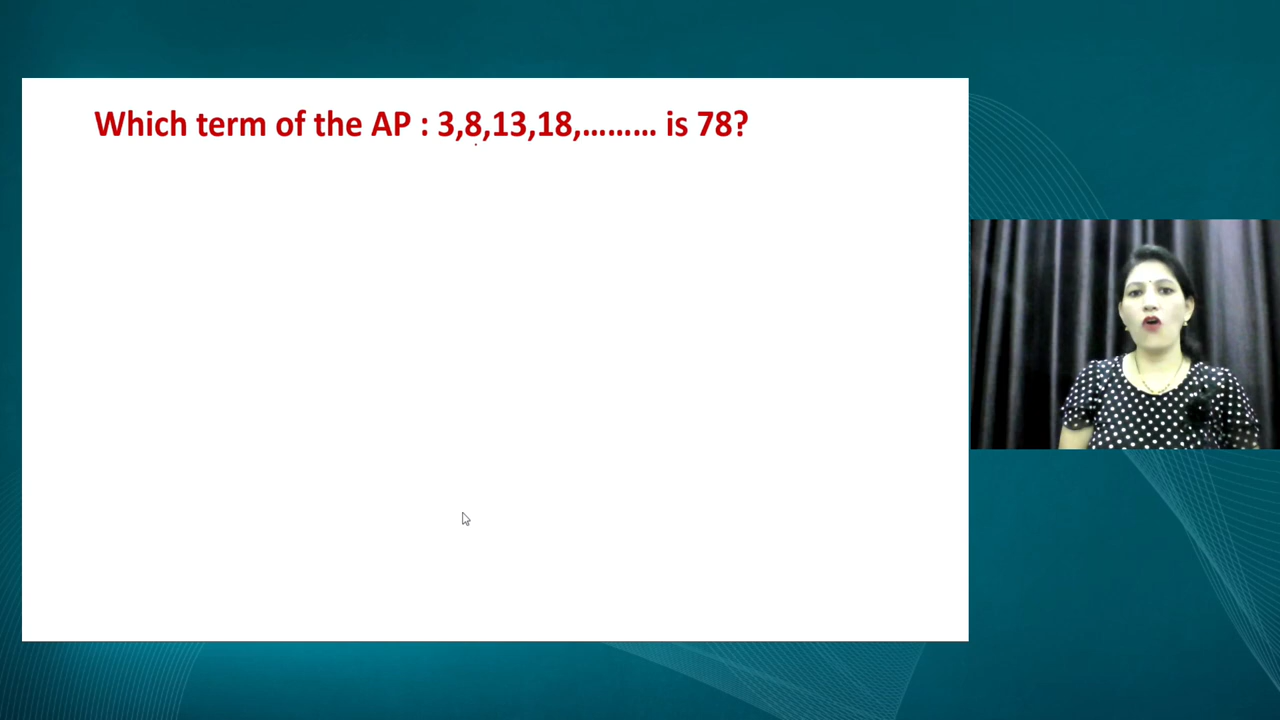 Which term of the AP : 3,8,13,18,……… is 78?